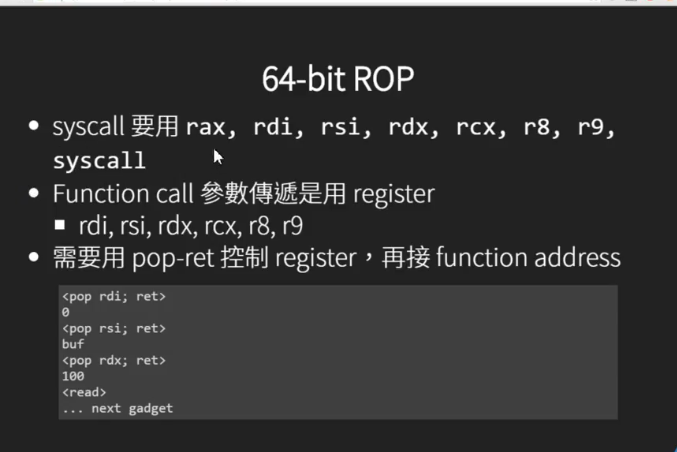 64-bit ROP
syscall 要用 rax, rdi, rsi, rdx, rcx, r8, r9,
syscall
Function call 參數傳遞是用 register
rdi, rsi, rdx, rcx, r8, r9
需要用 pop-ret 控制 register，再接 function address
<pop rdi; ret>
0
<pop rsi; ret>
buf
<pop rdx; ret>
100
<read>
... next gadget